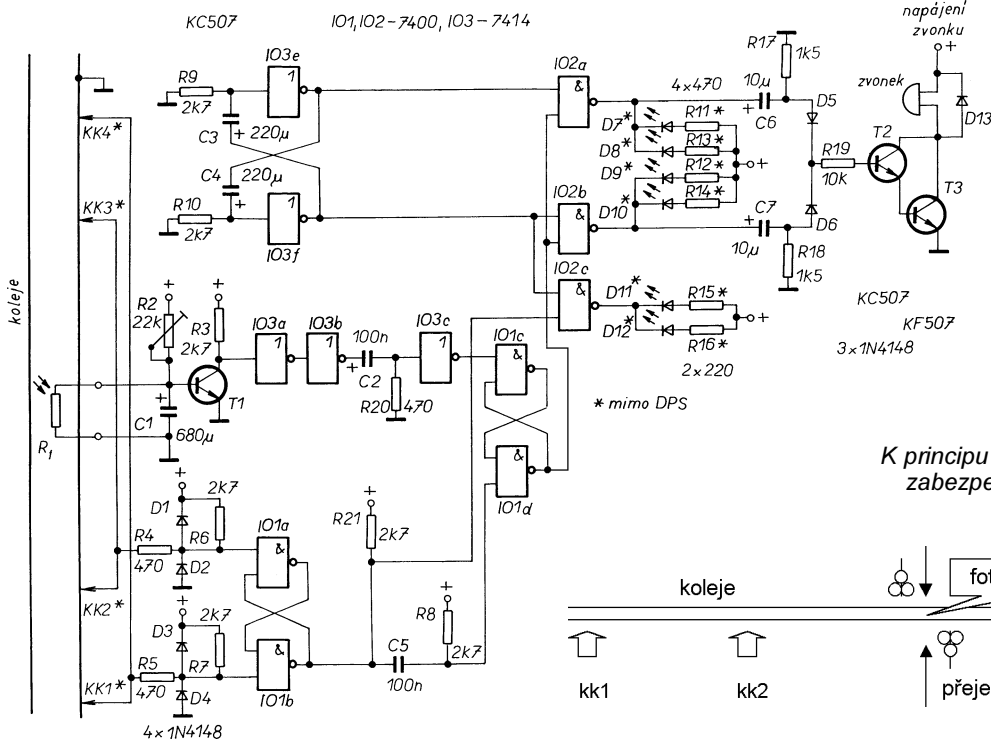 KC507
IO1, IO2 - 7400, IO3 - 7414
napájení
zvonku
+
zvonek
D13
R17
1k5
IO3e
1
R9
2k7
C3
+ 220µ
C4
220µ
+
R10
2k7
1
IO3f
KK4*
KK3*
koleje
IO2a
&
4×470
10µ
+
C6
D5
D7*
R11*
D8*
R13*
+
D9*
R12*
D10*
R14*
IO2b
&
+
C7
10µ
D6
R18
1k5
R19
10k
T2
T3
IO2c
&
D11*
R15*
+
D12*
R16*
2×220
KC507
KF507
3×1N4148
* mimo DPS
+
R2
22k
+
R3
2k7
T1
+
C1
680µ
R1
IO3a
1
IO3b
1
100n
+
C2
R20
470
IO3c
1
IO1c
&
&
IO1d
K principu
zabezpe
+
2k7
D1
R4
470
R6
D2
IO1a
&
KK2*
+
2k7
D3
R5
470
R7
D4
&
IO1b
KK1*
4×1N4148
+
R21
2k7
+
R8
2k7
C5
100n
koleje
fot
kk1
kk2
přeje